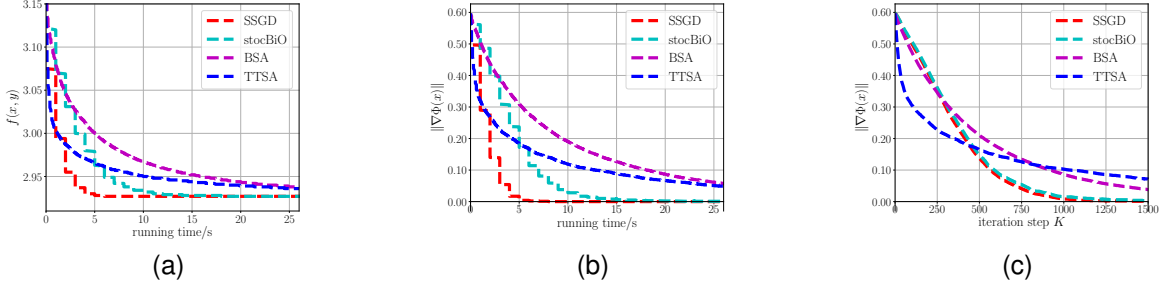 3.15
3.10
3.05
3.00
2.95
f(x, y)
0 5 10 15 20 25
running time/s
SSGD
stocBiO
BSA
TTSA
(a)
0.60
0.50
0.40
0.30
0.20
0.10
0.00
||∇Φ(x)||
0 5 10 15 20 25
running time/s
SSGD
stocBiO
BSA
TTSA
(b)
0.60
0.50
0.40
0.30
0.20
0.10
0.00
||∇Φ(x)||
0 250 500 750 1000 1250 1500
iteration step K
SSGD
stocBiO
BSA
TTSA
(c)